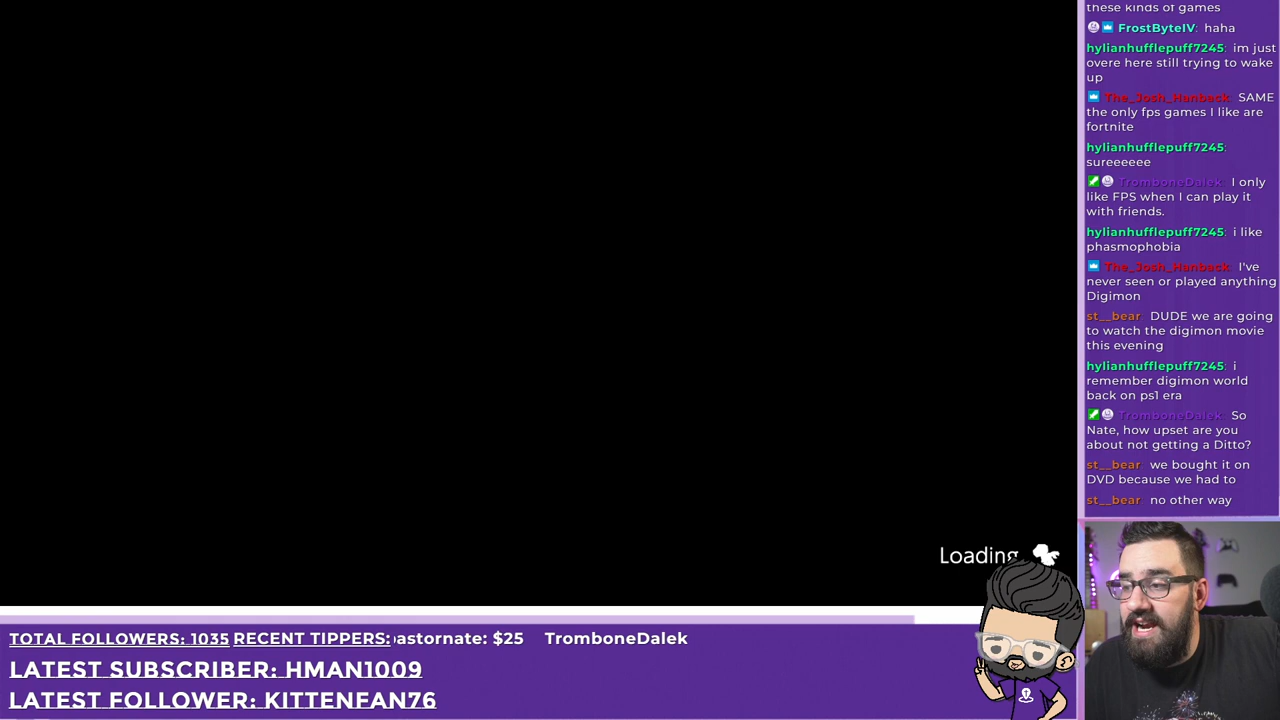 these kinds of games
FrostByteIV: haha
hylianhufflepuff7245: im just
overe here still trying to wake
up
The_Josh_Hanback: SAME
the only fps games I like are
fortnite
hylianhufflepuff7245:
sureeeeee
TromboneDalek: I only
like FPS when I can play it
with friends.
hylianhufflepuff7245: i like
phasmophobia
The_Josh_Hanback: I've
never seen or played anything
Digimon
st__bear: DUDE we are going
to watch the digimon movie
this evening
hylianhufflepuff7245: i
remember digimon world
back on ps1 era
TromboneDalek: So
Nate, how upset are you
about not getting a Ditto?
st__bear: we bought it on
DVD because we had to
st__bear: no other way
Loading
TOTAL FOLLOWERS: 1035 RECENT TIPPERS: astornate: $25 TromboneDalek
LATEST SUBSCRIBER: HMAN1009
LATEST FOLLOWER: KITTENFAN76